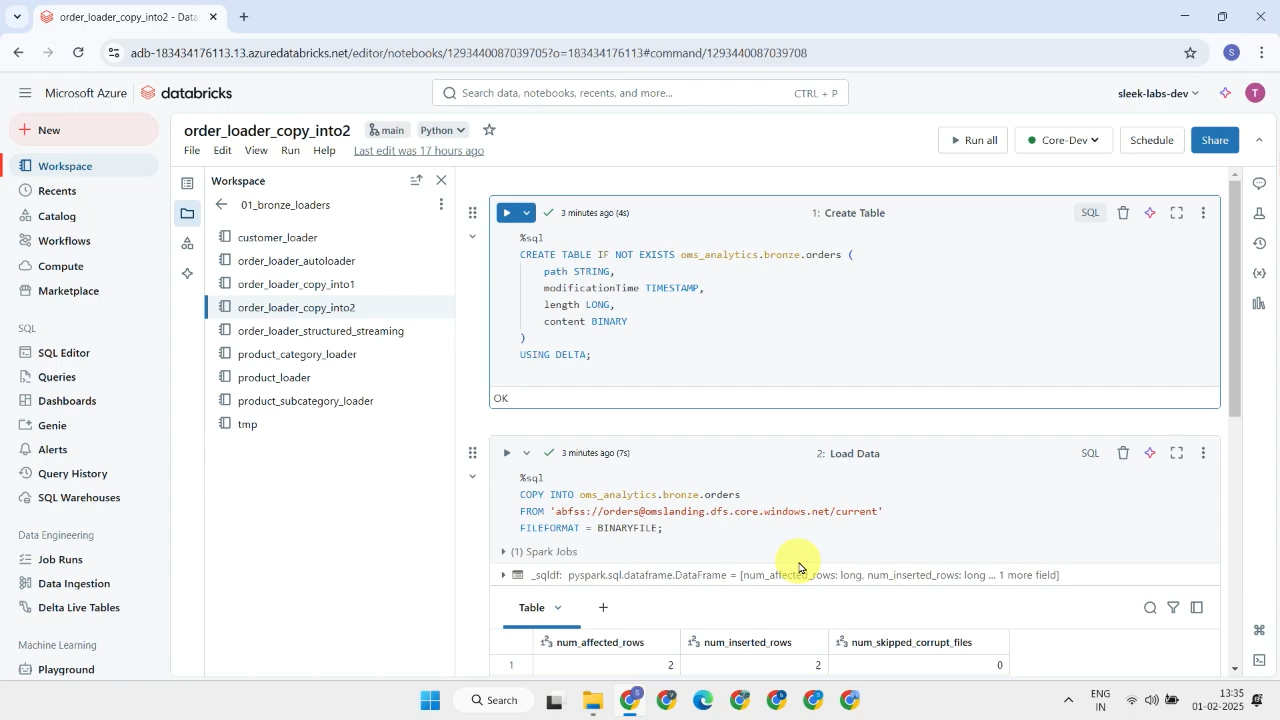 order_loader_copy_into2 - Data
adb-183434176113.13.azuredatabricks.net/editor/notebooks/1293440087039705?o=183434176113#command/1293440087039708
S
Microsoft Azure
databricks
Search data, notebooks, recents, and more...
CTRL + P
sleek-labs-dev
T
New
Workspace
Recents
Catalog
Workflows
Compute
Marketplace
SQL
SQL Editor
Queries
Dashboards
Genie
Alerts
Query History
SQL Warehouses
Data Engineering
Job Runs
Data Ingestion
Delta Live Tables
Machine Learning
Playground
order_loader_copy_into2
main
Python
File Edit View Run Help Last edit was 17 hours ago
Run all
Core-Dev
Schedule
Share
Workspace
01_bronze_loaders
customer_loader
order_loader_autoloader
order_loader_copy_into1
order_loader_copy_into2
order_loader_structured_streaming
product_category_loader
product_loader
product_subcategory_loader
tmp
3 minutes ago (4s)
1: Create Table
SQL
%sql
CREATE TABLE IF NOT EXISTS oms_analytics.bronze.orders (
path STRING,
modificationTime TIMESTAMP,
length LONG,
content BINARY
)
USING DELTA;
OK
3 minutes ago (7s)
2: Load Data
SQL
%sql
COPY INTO oms_analytics.bronze.orders
FROM 'abfss://orders@omslanding.dfs.core.windows.net/current'
FILEFORMAT = BINARYFILE;
(1) Spark Jobs
_sqldf: pyspark.sql.dataframe.DataFrame = [num_affected_rows: long, num_inserted_rows: long ... 1 more field]
Table
num_affected_rows num_inserted_rows num_skipped_corrupt_files
1 2 2 0
Search
ENG
IN
13:35
01-02-2025